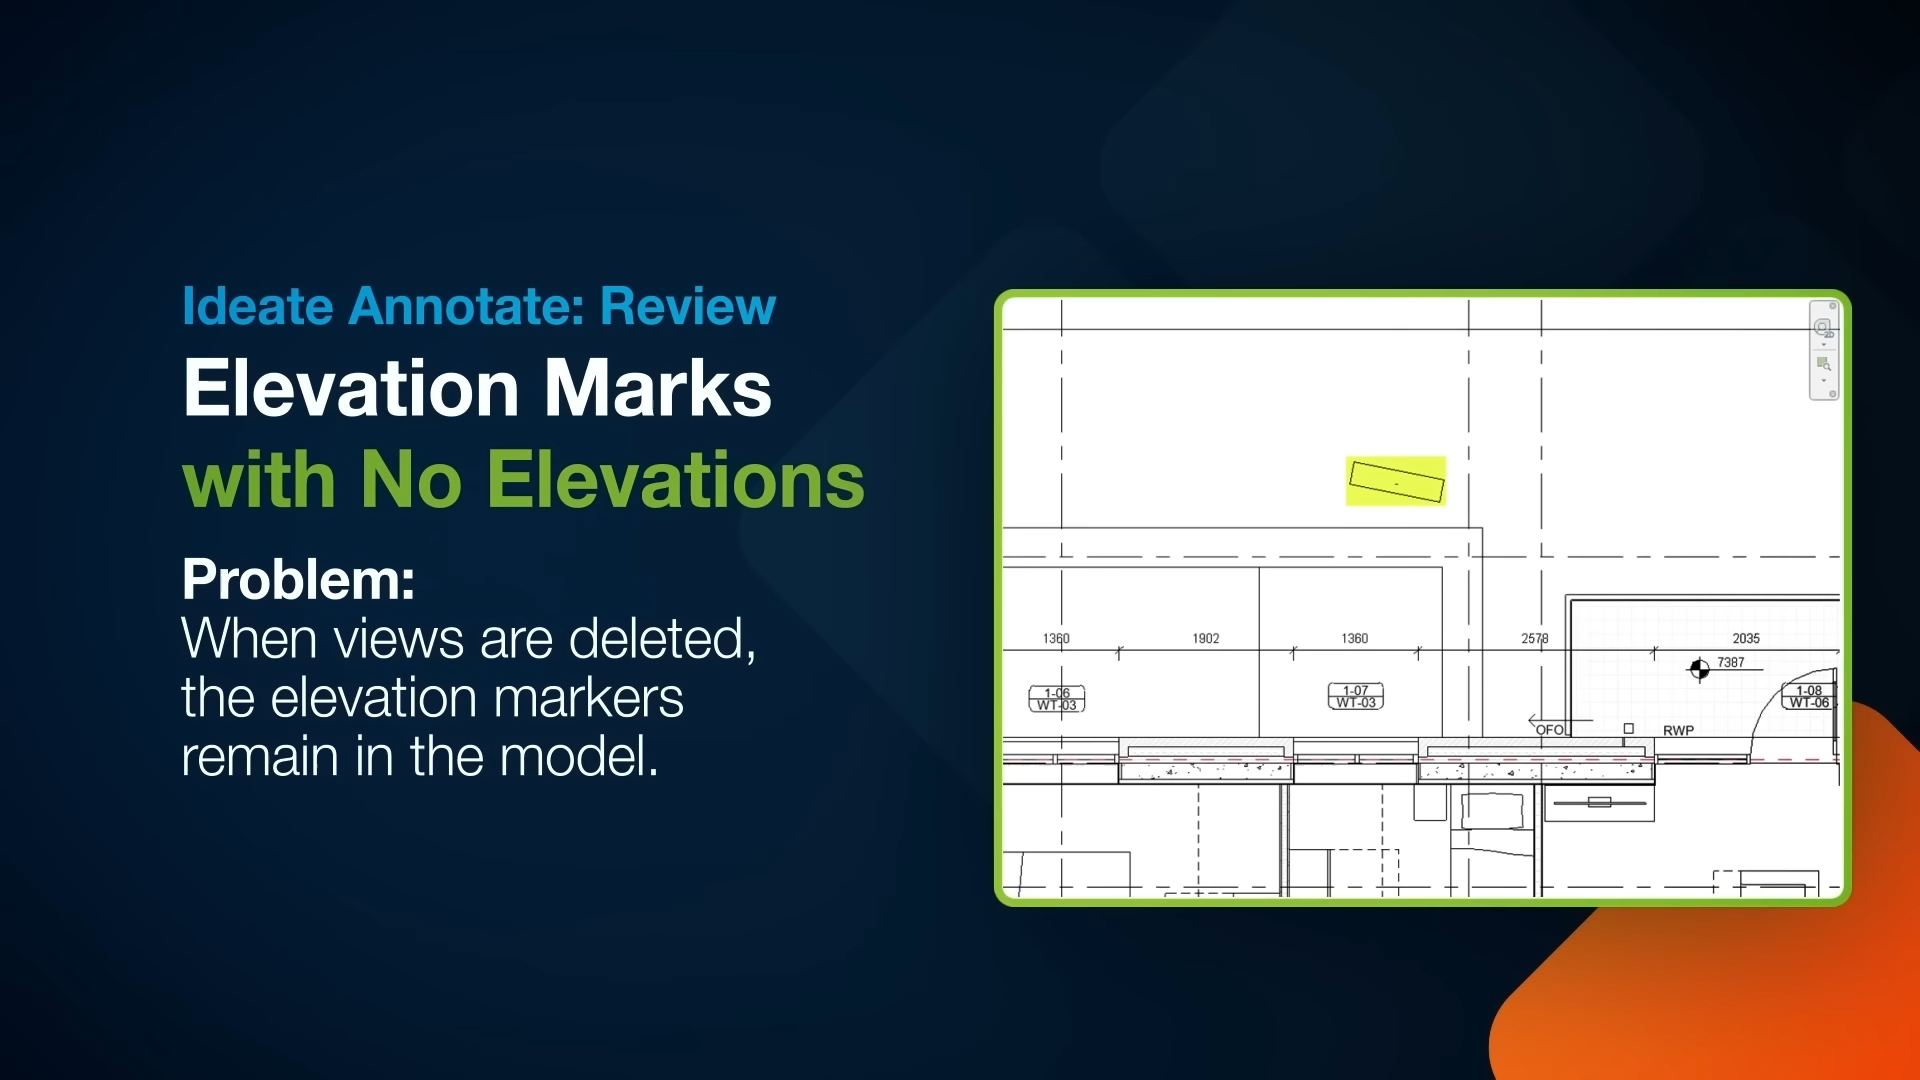 Ideate Annotate: Review
Elevation Marks
with No Elevations
Problem:
When views are deleted,
the elevation markers
remain in the model.
2D
1360 1902 1360 2578 2035
7387
1-06
WT-03
1-07
WT-03
1-08
WT-06
OFOL
RWP